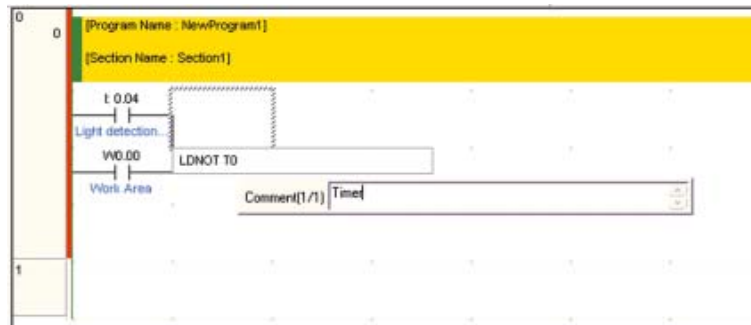 0
0
[Program Name : NewProgram1]
[Section Name : Section1]
I: 0.04
Light detection...
W0.00
LDNOT T0
Work Area
Comment(1/1) Timer
1